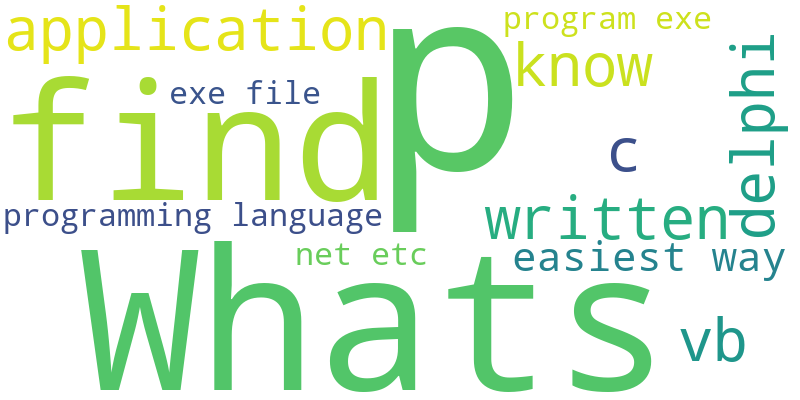 application
program exe
p
know
delphi
find
exe file
c
programming language
written
Whats
net etc
easiest way
vb